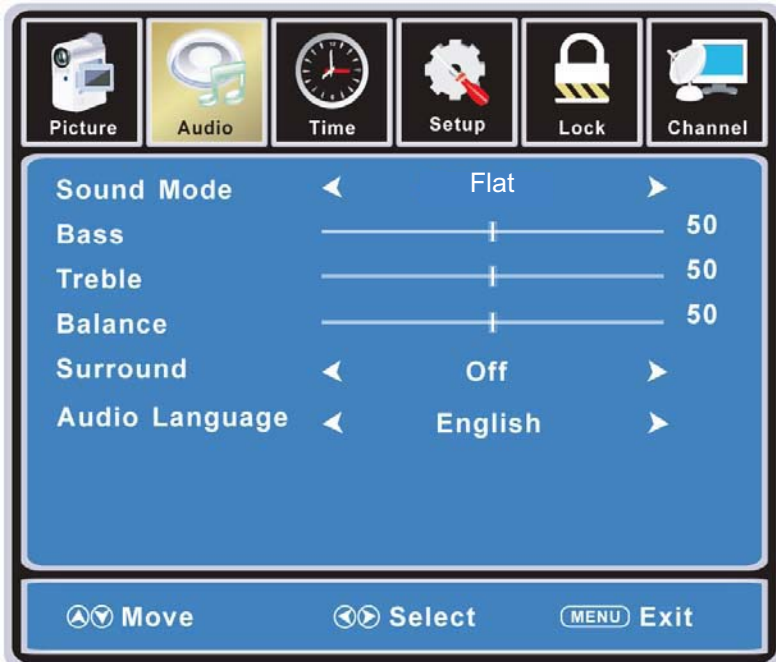 Picture Audio Time Setup Lock Channel
Sound Mode Flat
Bass 50
Treble 50
Balance 50
Surround Off
Audio Language English
Move Select MENU Exit